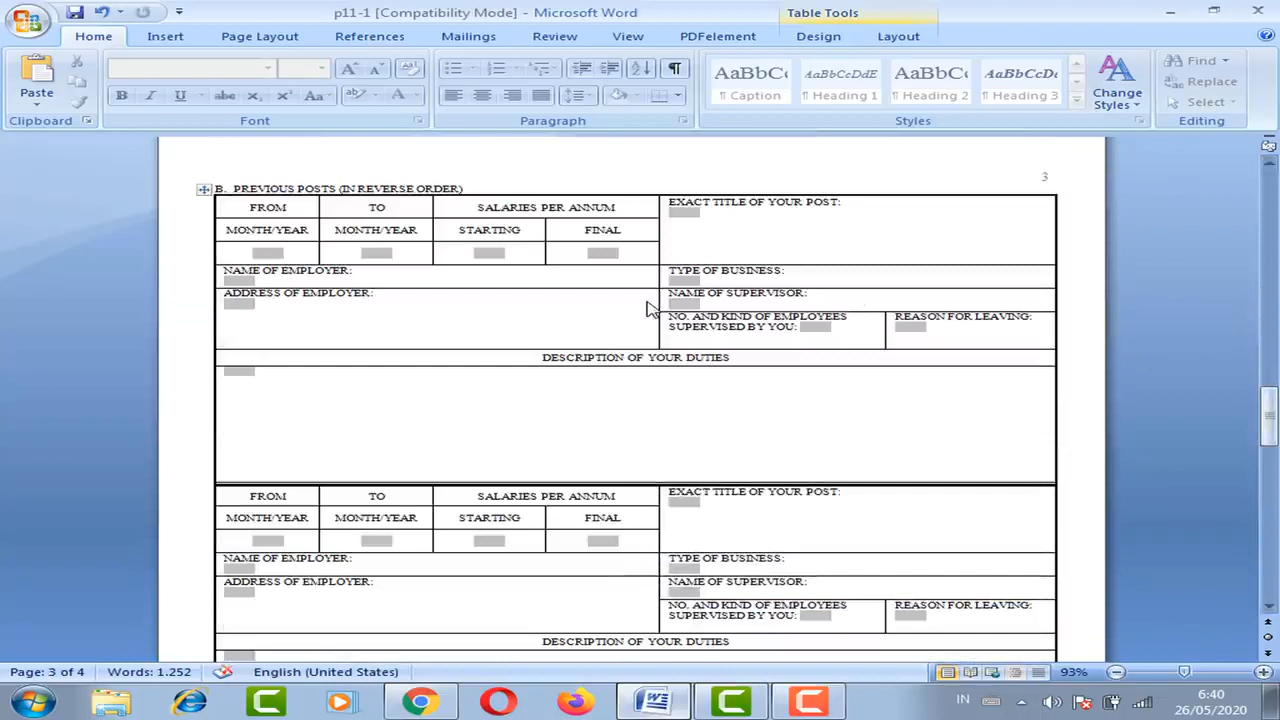 p11-1 [Compatibility Mode] - Microsoft Word
Table Tools
Home Insert Page Layout References Mailings Review View PDFelement Design Layout
Paste
B I U abc x₂ x² Aa
AaBbC AaBbCcDdE AaBbC AaBbCcD
¶ Caption ¶ Heading 1 ¶ Heading 2 ¶ Heading 3
Change Styles
Find
Replace
Select
Clipboard Font Paragraph Styles Editing
3
B. PREVIOUS POSTS (IN REVERSE ORDER)
FROM TO SALARIES PER ANNUM EXACT TITLE OF YOUR POST:
MONTH/YEAR MONTH/YEAR STARTING FINAL
NAME OF EMPLOYER: TYPE OF BUSINESS:
ADDRESS OF EMPLOYER: NAME OF SUPERVISOR:
NO. AND KIND OF EMPLOYEES REASON FOR LEAVING:
SUPERVISED BY YOU:
DESCRIPTION OF YOUR DUTIES
FROM TO SALARIES PER ANNUM EXACT TITLE OF YOUR POST:
MONTH/YEAR MONTH/YEAR STARTING FINAL
NAME OF EMPLOYER: TYPE OF BUSINESS:
ADDRESS OF EMPLOYER: NAME OF SUPERVISOR:
NO. AND KIND OF EMPLOYEES REASON FOR LEAVING:
SUPERVISED BY YOU:
DESCRIPTION OF YOUR DUTIES
Page: 3 of 4 Words: 1.252 English (United States) 93%
IN 6:40
26/05/2020